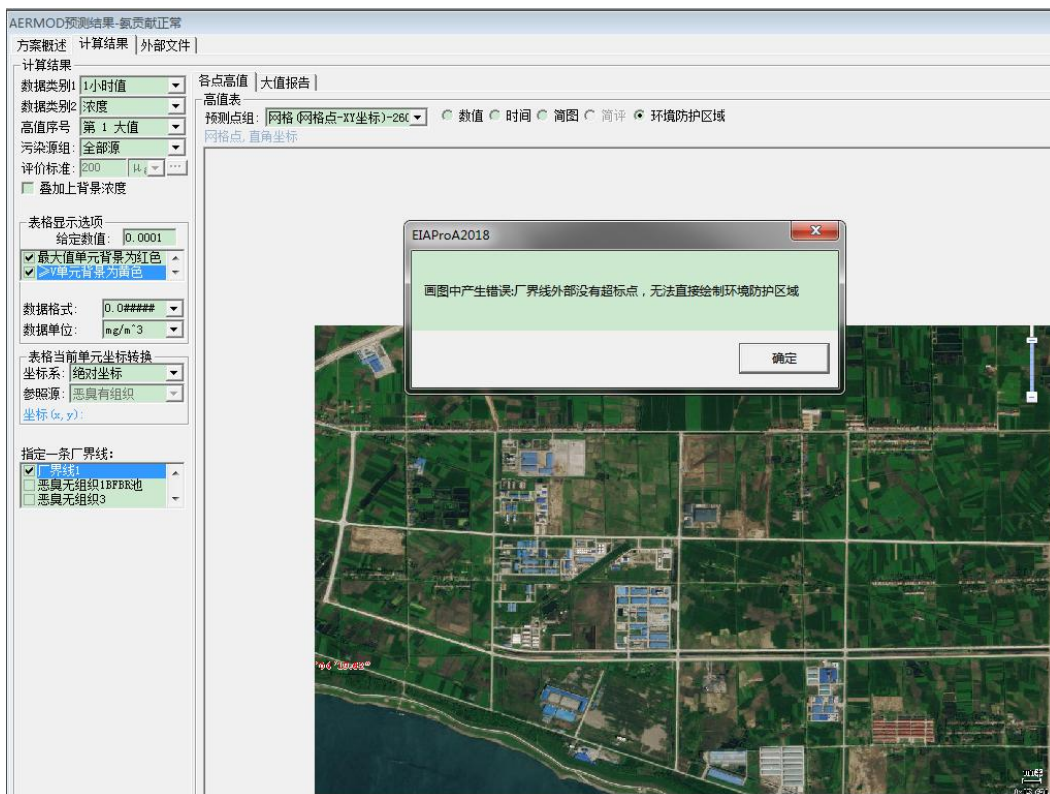 AERMOD预测结果-氨贡献正常
方案概述 计算结果 外部文件
计算结果
数据类别1 1小时值
数据类别2 浓度
高值序号 第 1 大值
污染源组: 全部源
评价标准: 200
叠加上背景浓度
表格显示选项
给定数值: 0.0001
最大值单元背景为红色
≥V单元背景为黄色
数据格式: 0.0#####
数据单位: mg/m^3
表格当前单元坐标转换
坐标系: 绝对坐标
参照源: 恶臭有组织
坐标(x,y):
指定一条厂界线:
厂界线1
恶臭无组织1BFBR池
恶臭无组织3
各点高值 大值报告
高值表
预测点组: 网格(网格点-XY坐标)-260 数值 时间 简图 简评 环境防护区域
网格点,直角坐标
EIAProA2018
画图中产生错误:厂界线外部没有超标点，无法直接绘制环境防护区域
确定